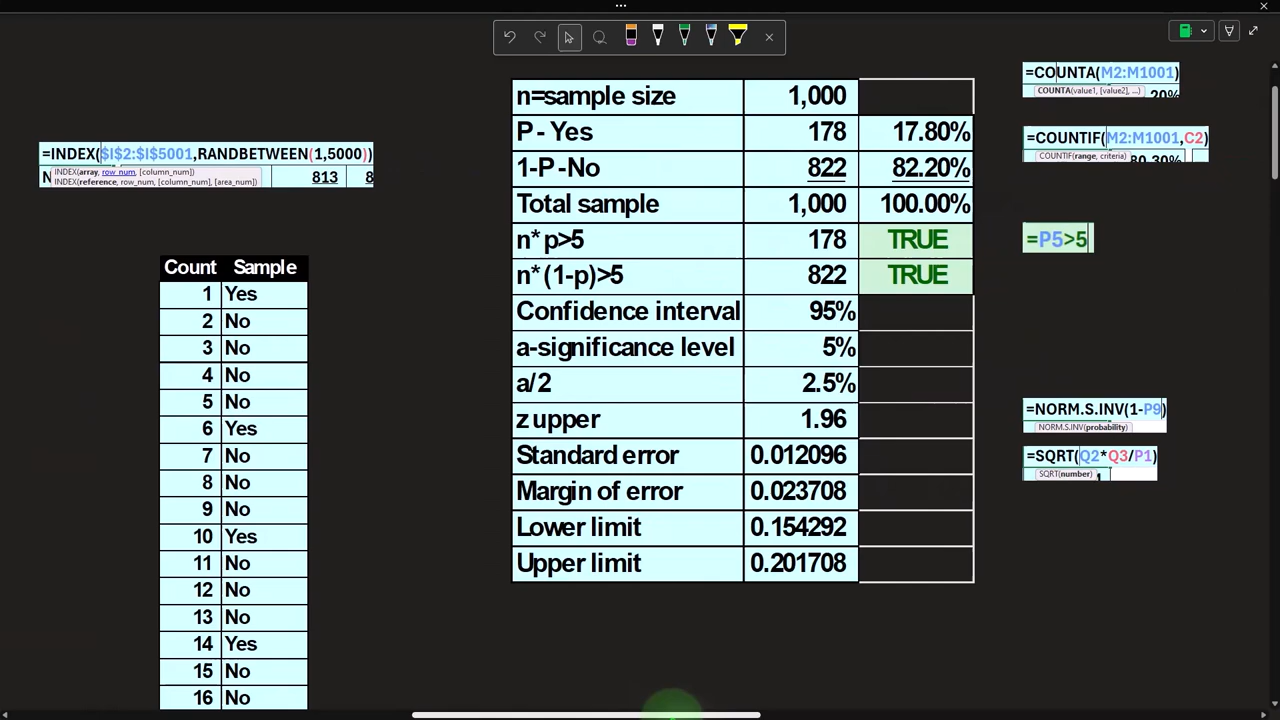 =INDEX($I$2:$I$5001,RANDBETWEEN(1,5000))
INDEX(array, row_num, [column_num])
INDEX(reference, row_num, [column_num], [area_num])
N 813 8
Count Sample
1 Yes
2 No
3 No
4 No
5 No
6 Yes
7 No
8 No
9 No
10 Yes
11 No
12 No
13 No
14 Yes
15 No
16 No
n=sample size 1,000
P - Yes 178 17.80%
1-P -No 822 82.20%
Total sample 1,000 100.00%
n* p>5 178 TRUE
n* (1-p)>5 822 TRUE
Confidence interval 95%
a-significance level 5%
a/2 2.5%
z upper 1.96
Standard error 0.012096
Margin of error 0.023708
Lower limit 0.154292
Upper limit 0.201708
=COUNTA(M2:M1001)
COUNTA(value1, [value2], ...)
20%
=COUNTIF(M2:M1001,C2)
COUNTIF(range, criteria)
80.30%
=P5>5
=NORM.S.INV(1-P9)
NORM.S.INV(probability)
=SQRT(Q2*Q3/P1)
SQRT(number)